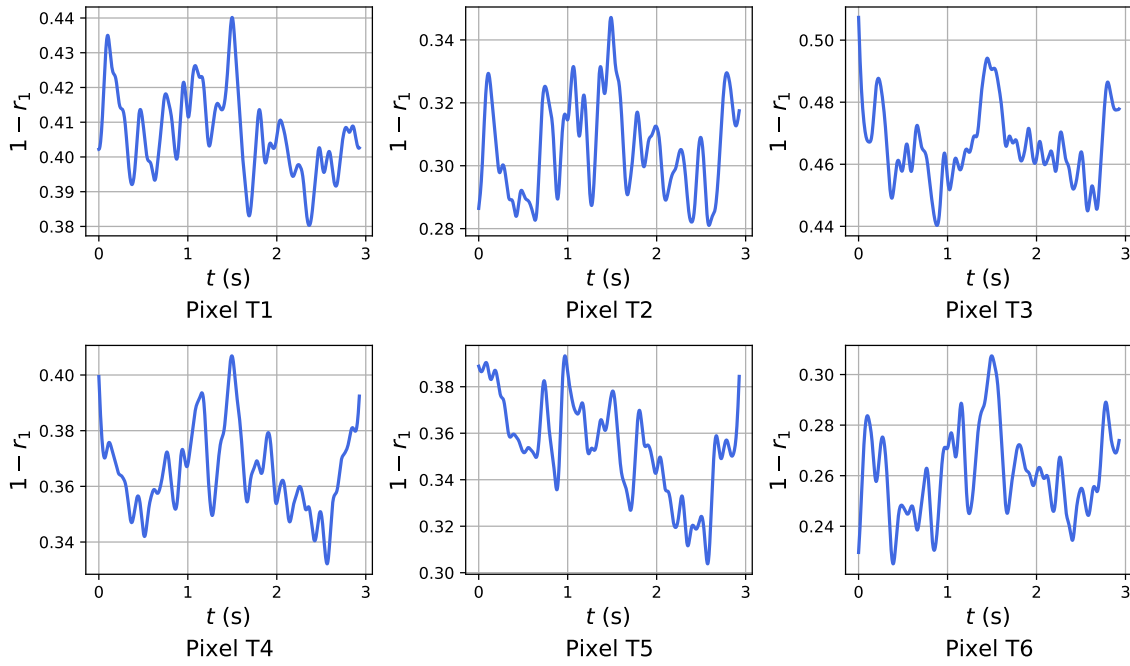 0.44
0.43
0.42
0.41
0.40
0.39
0.38
1 − r₁
0 1 2 3
t (s)
Pixel T1
0.34
0.32
0.30
0.28
1 − r₁
0 1 2 3
t (s)
Pixel T2
0.50
0.48
0.46
0.44
1 − r₁
0 1 2 3
t (s)
Pixel T3
0.40
0.38
0.36
0.34
1 − r₁
0 1 2 3
t (s)
Pixel T4
0.38
0.36
0.34
0.32
0.30
1 − r₁
0 1 2 3
t (s)
Pixel T5
0.30
0.28
0.26
0.24
1 − r₁
0 1 2 3
t (s)
Pixel T6